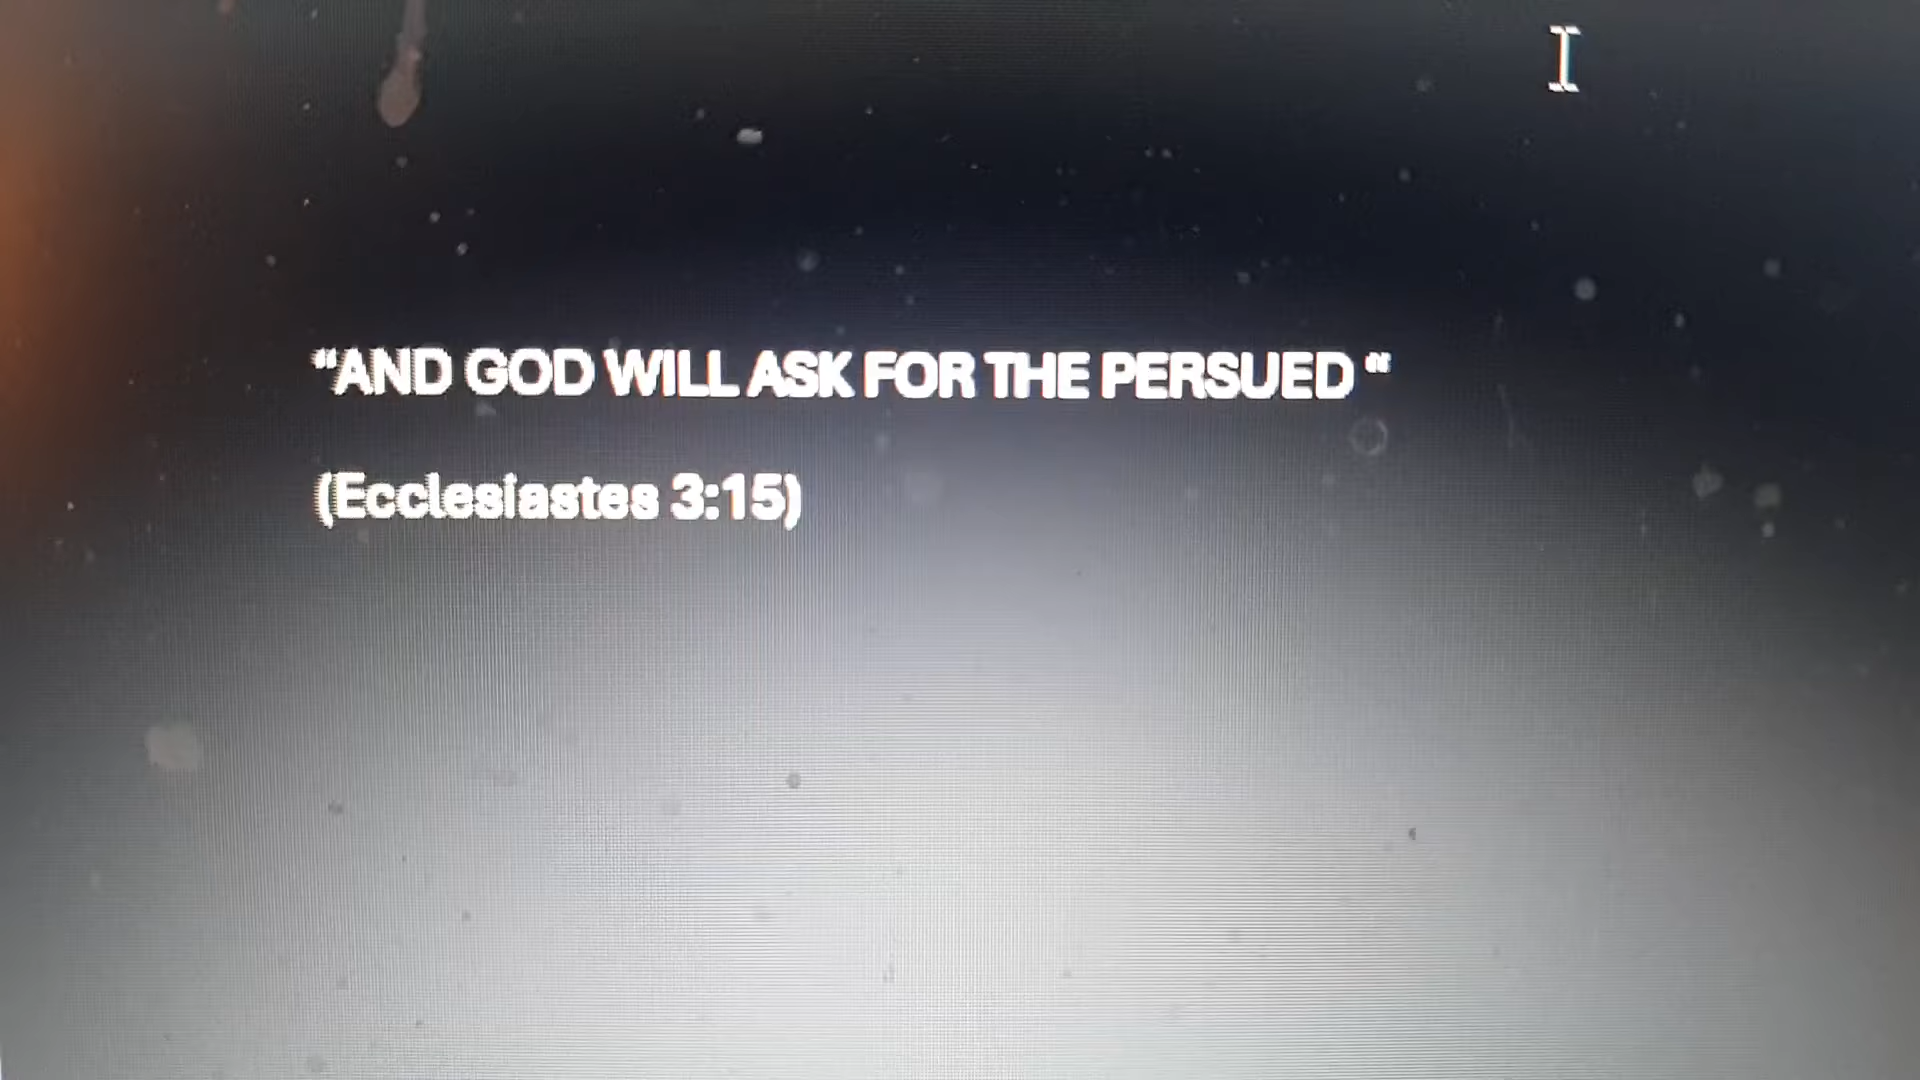 “AND GOD WILL ASK FOR THE PERSUED “
(Ecclesiastes 3:15)